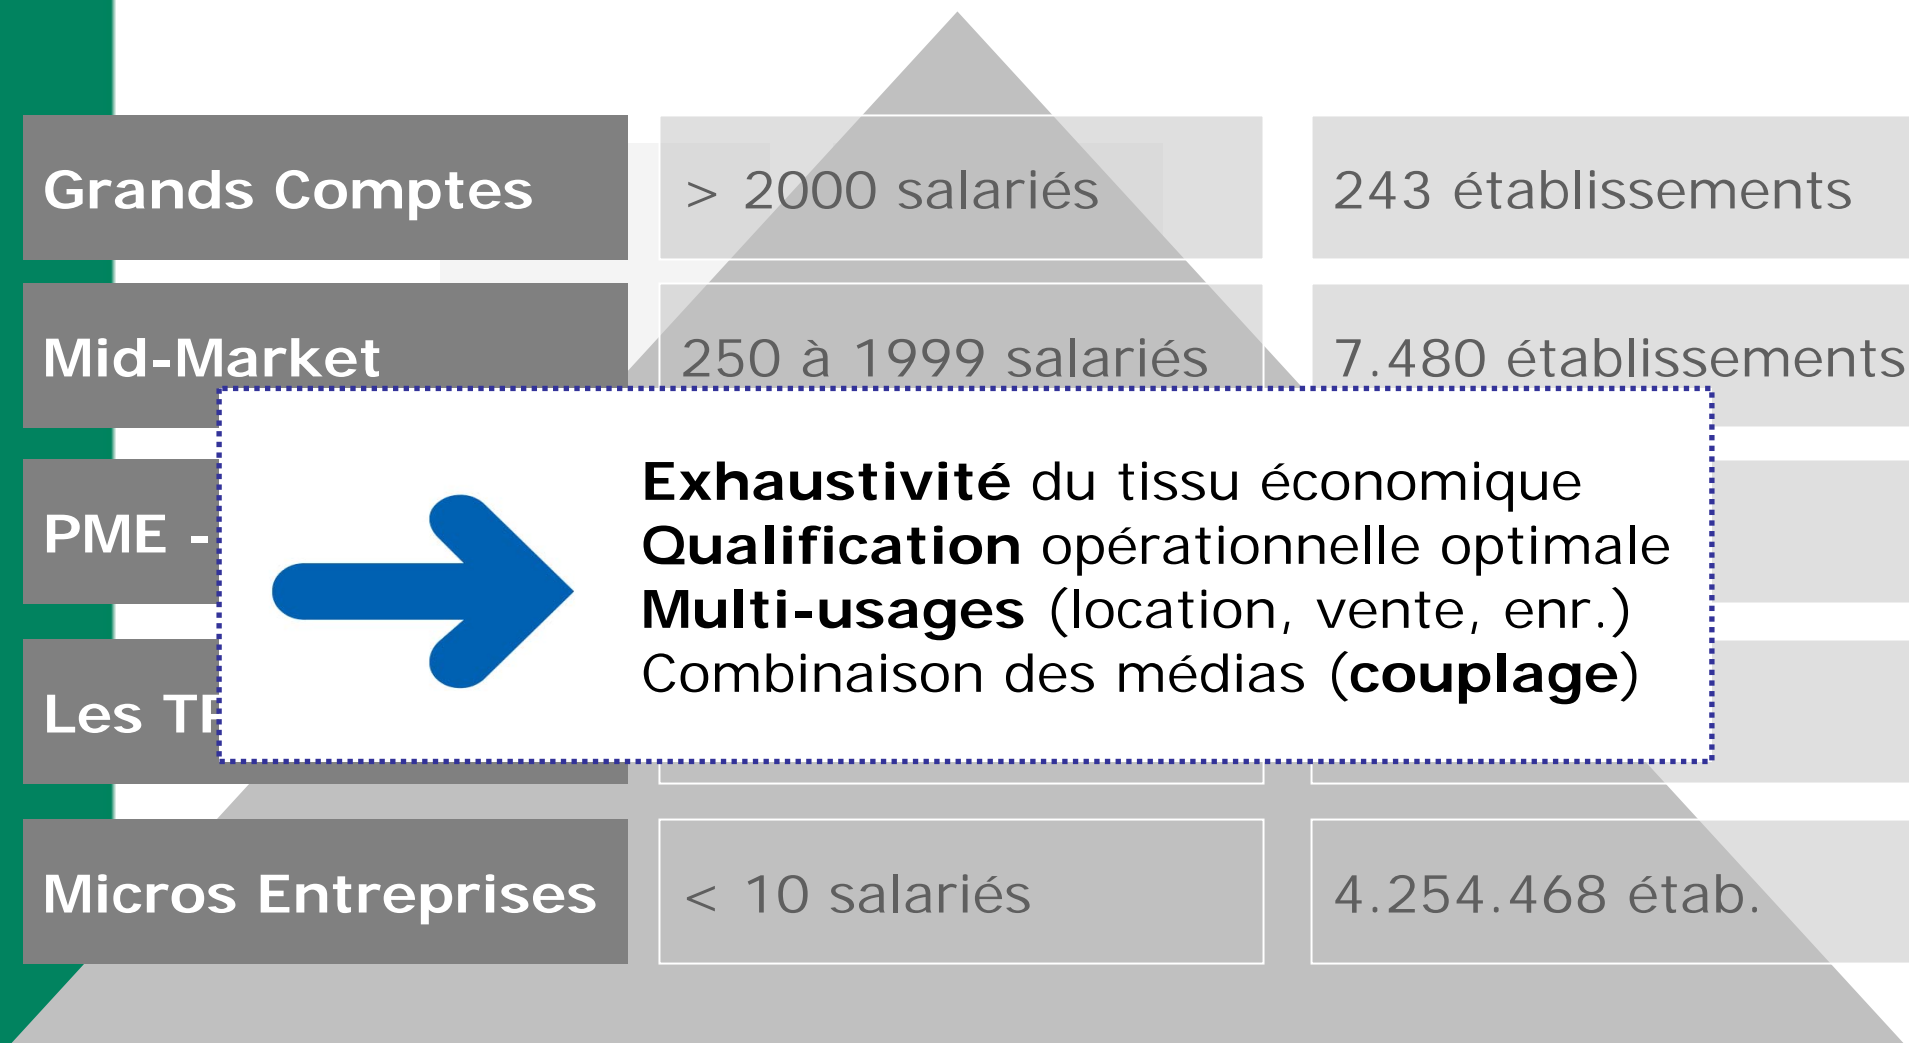 Grands Comptes > 2000 salariés 243 établissements
Mid-Market 250 à 1999 salariés 7.480 établissements
Exhaustivité du tissu économique
PME - Qualification opérationnelle optimale
Multi-usages (location, vente, enr.)
Combinaison des médias (couplage)
Les
Micros Entreprises < 10 salariés 4.254.468 étab.